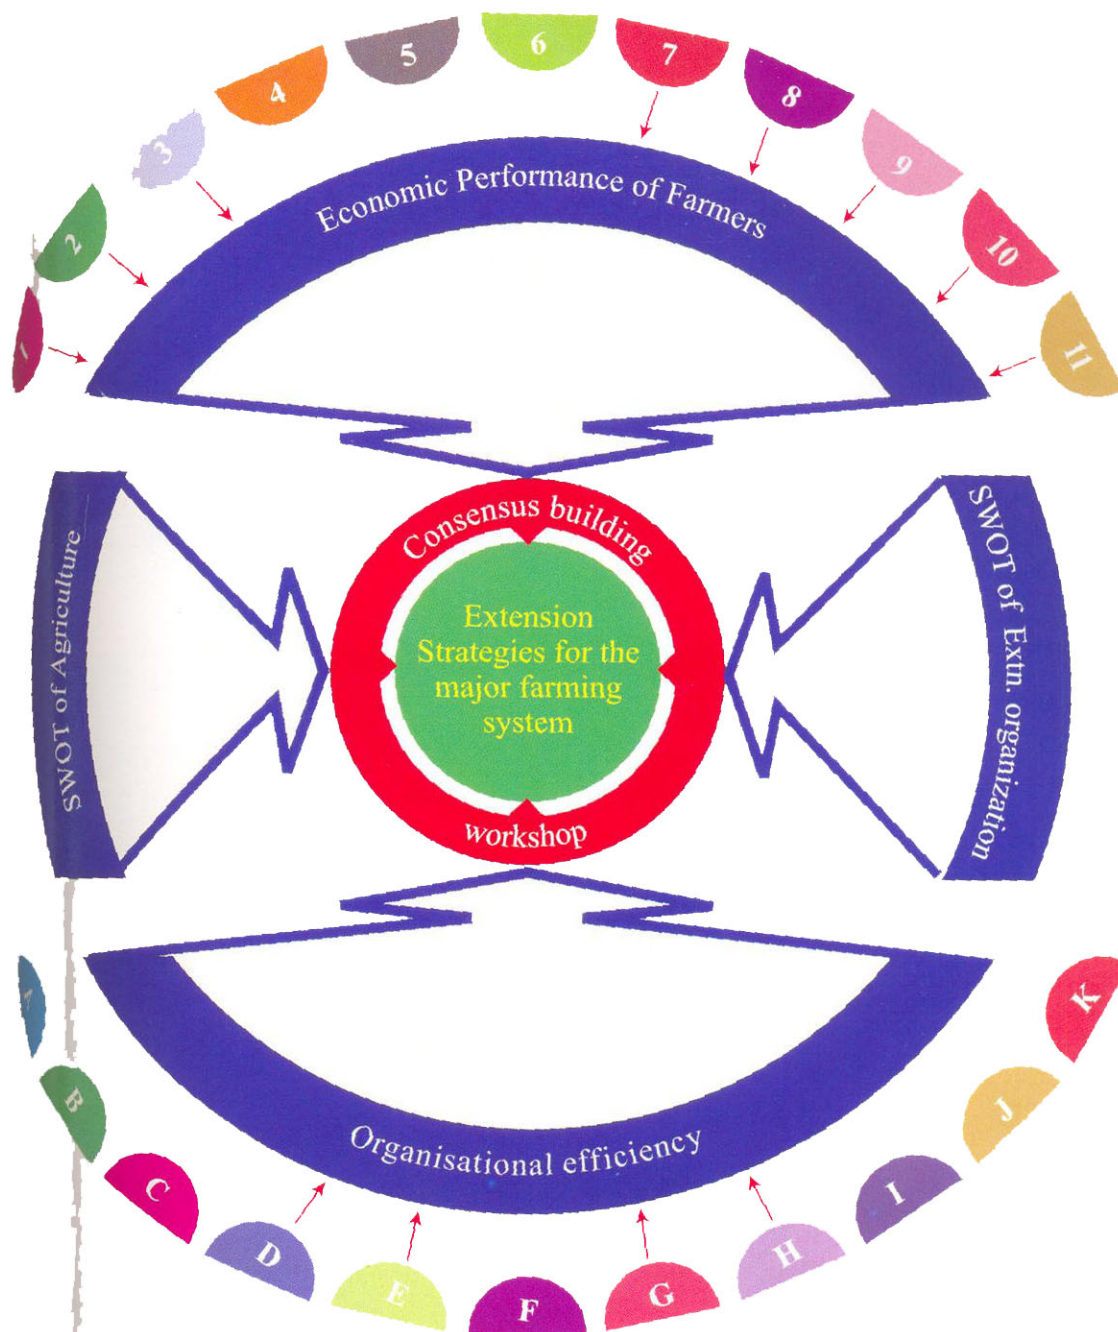 1
2
3
4
5
6
7
8
9
10
11
Economic Performance of Farmers
SWOT of Agriculture
Consensus building
Extension
Strategies for the
major farming
system
workshop
SWOT of Extn. organization
Organisational efficiency
A
B
C
D
E
F
G
H
I
J
K